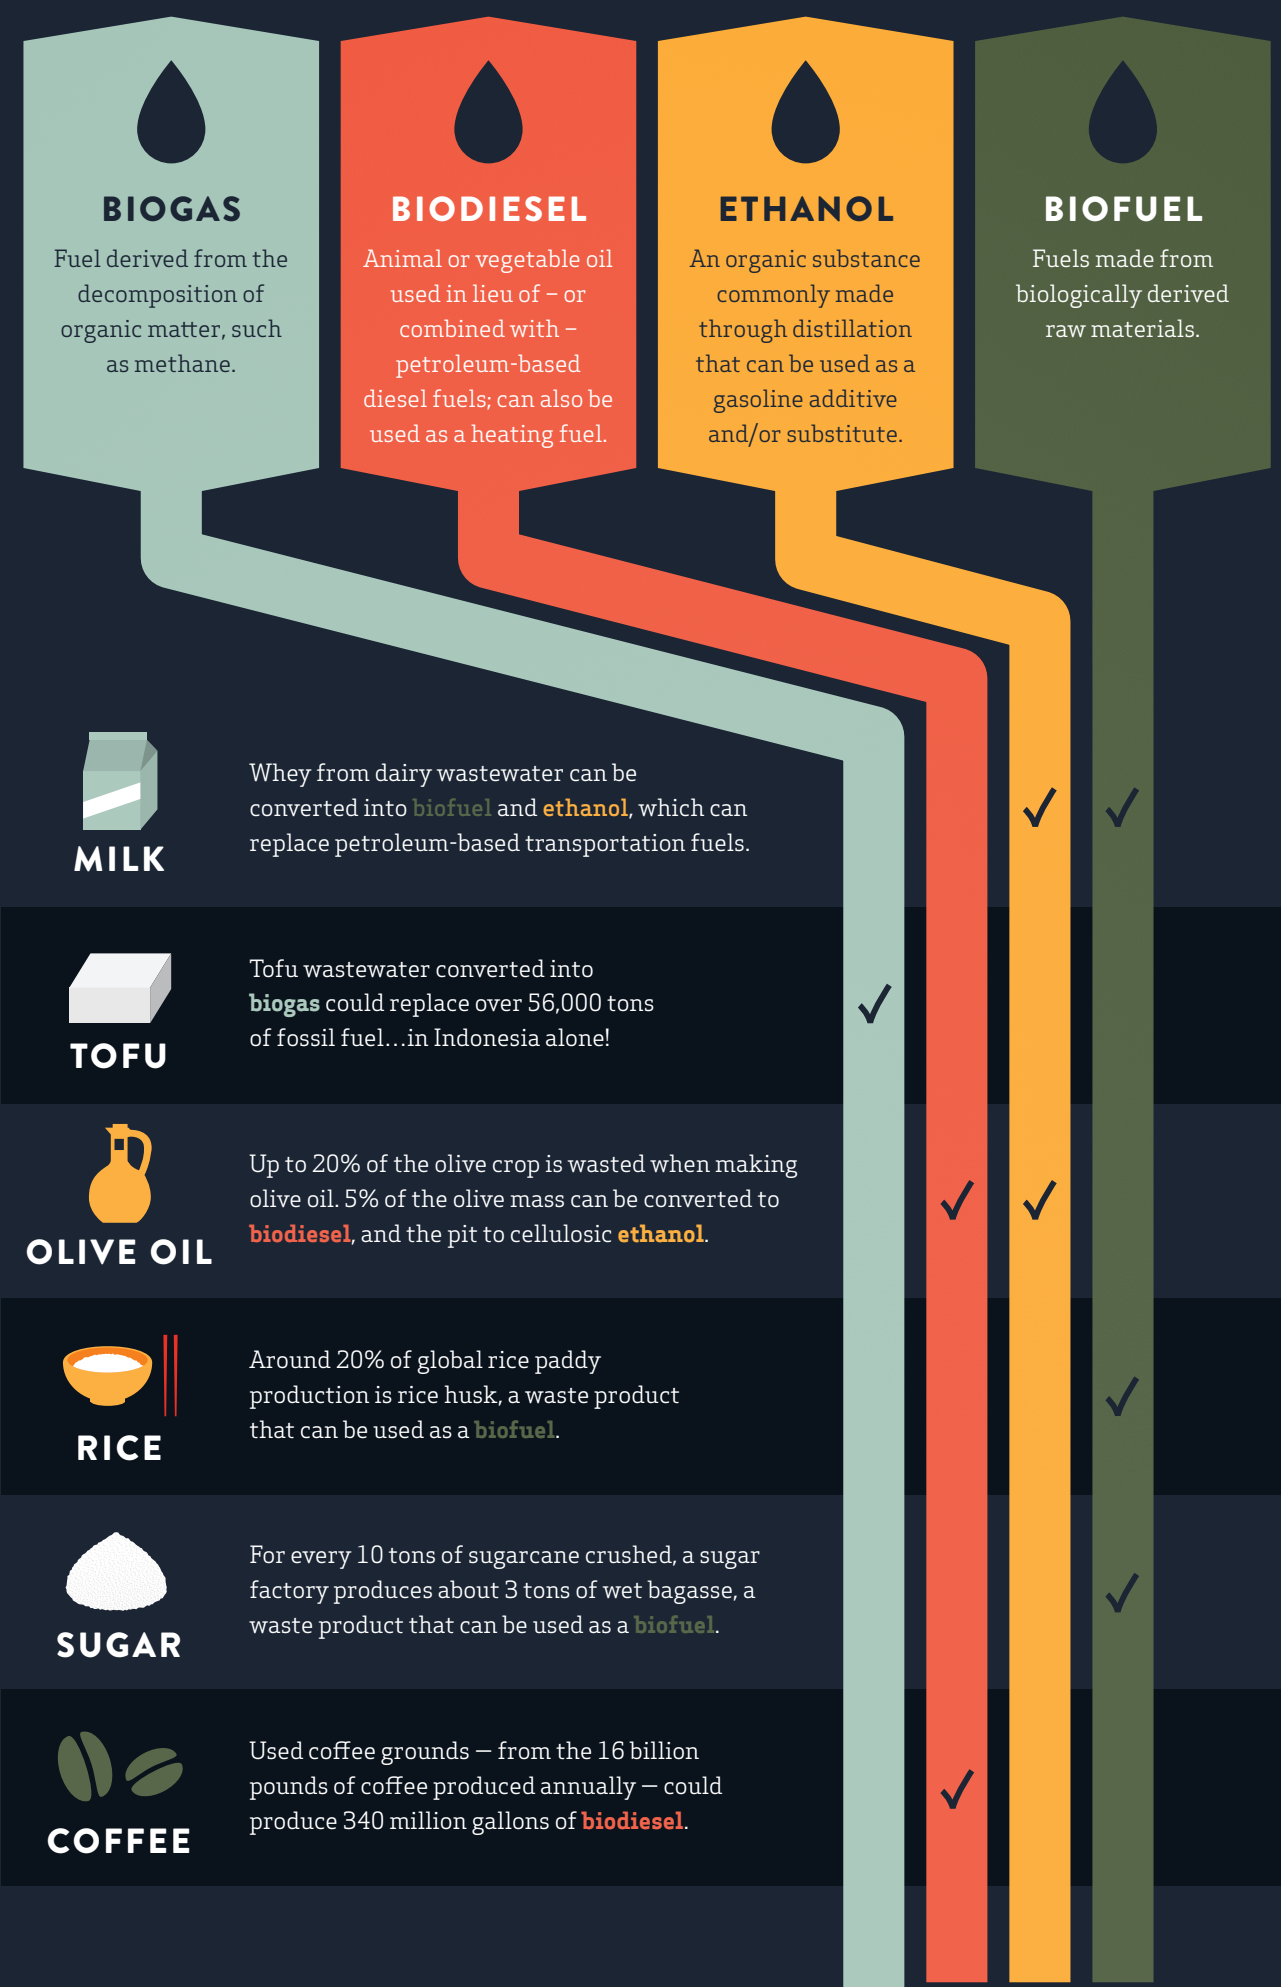 BIOGAS
Fuel derived from the
decomposition of
organic matter, such
as methane.
BIODIESEL
Animal or vegetable oil
used in lieu of – or
combined with –
petroleum-based
diesel fuels; can also be
used as a heating fuel.
ETHANOL
An organic substance
commonly made
through distillation
that can be used as a
gasoline additive
and/or substitute.
BIOFUEL
Fuels made from
biologically derived
raw materials.
MILK
Whey from dairy wastewater can be
converted into biofuel and ethanol, which can
replace petroleum-based transportation fuels.
TOFU
Tofu wastewater converted into
biogas could replace over 56,000 tons
of fossil fuel…in Indonesia alone!
OLIVE OIL
Up to 20% of the olive crop is wasted when making
olive oil. 5% of the olive mass can be converted to
biodiesel, and the pit to cellulosic ethanol.
RICE
Around 20% of global rice paddy
production is rice husk, a waste product
that can be used as a biofuel.
SUGAR
For every 10 tons of sugarcane crushed, a sugar
factory produces about 3 tons of wet bagasse, a
waste product that can be used as a biofuel.
COFFEE
Used coffee grounds — from the 16 billion
pounds of coffee produced annually — could
produce 340 million gallons of biodiesel.